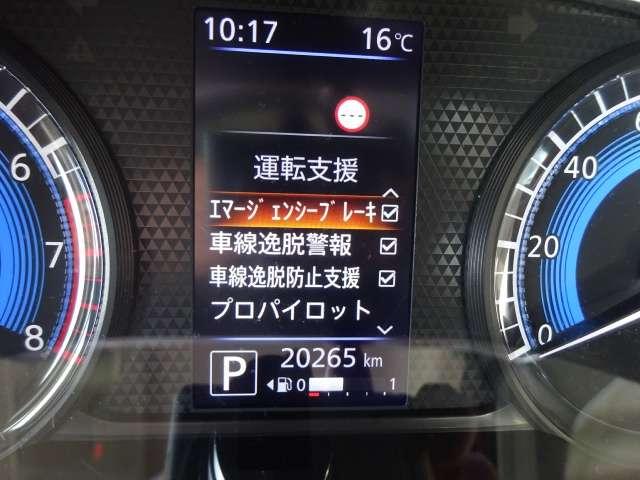 10:17 16℃
---
運転支援
ｴﾏｰｼﾞｪﾝｼｰﾌﾞﾚｰｷ
車線逸脱警報
車線逸脱防止支援
プロパイロット
P 20265 km
0 1
6
7
8
6
40
20
0